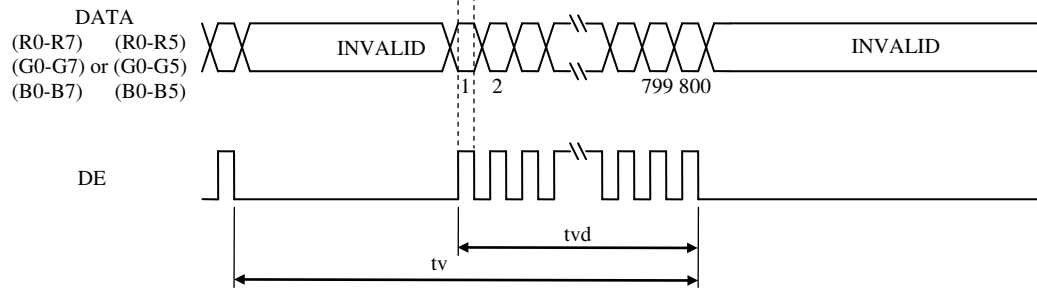 DATA
(R0-R7) (R0-R5)
(G0-G7) or (G0-G5)
(B0-B7) (B0-B5)
INVALID
INVALID
1 2 799 800
DE
tvd
tv